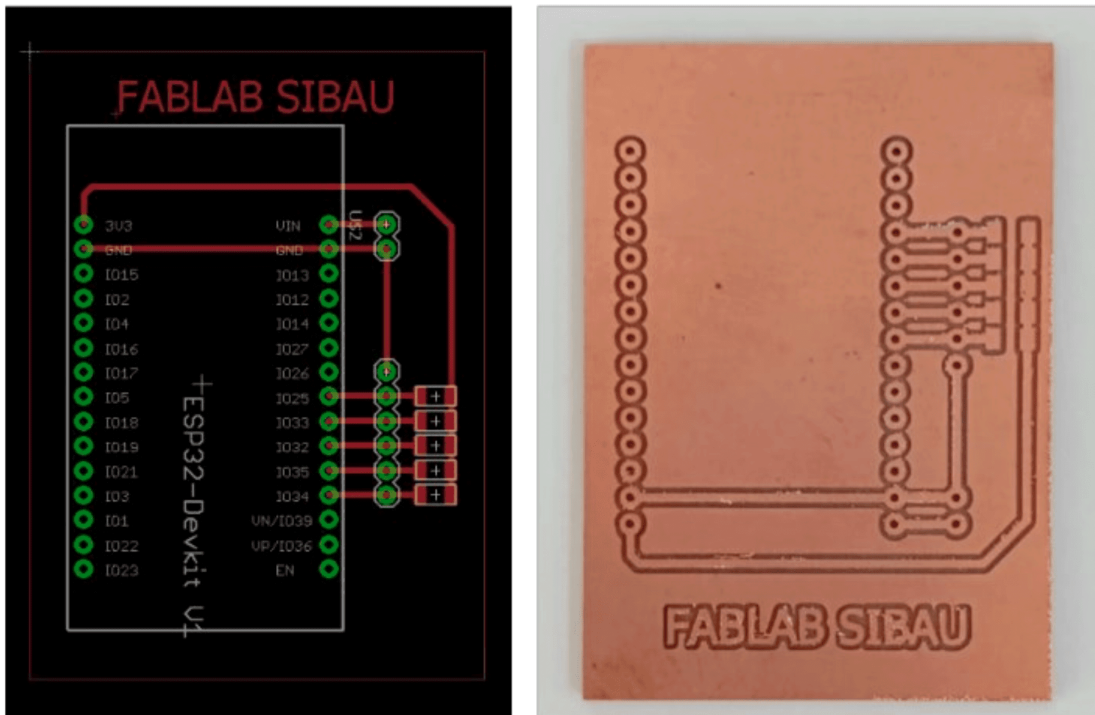 FABLAB SIBAU
3V3 VIN
GND GND
IO15 IO13
IO2 IO12
IO4 IO14
IO16 IO27
IO17 IO26
IO5 IO25
IO18 IO33
IO19 IO32
IO21 IO35
IO3 IO34
IO1 VN/IO39
IO22 VP/IO36
IO23 EN
ESP32-Devkit V1
FABLAB SIBAU